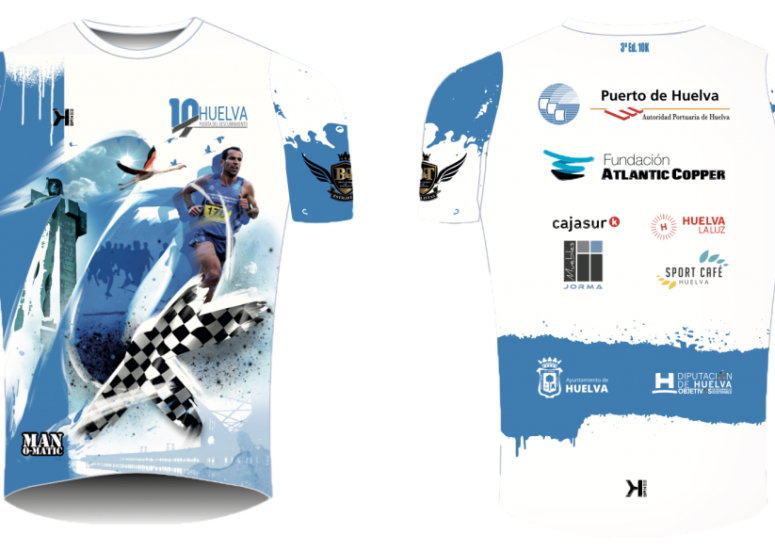 10 HUELVA
PUERTA DEL DESCUBRIMIENTO
MAN
O-MATIC
3ª Ed. 10K
Puerto de Huelva
Autoridad Portuaria de Huelva
Fundación
ATLANTIC COPPER
cajasur
HUELVA
LA LUZ
Muebles
JORMA
SPORT CAFÉ
HUELVA
Ayuntamiento de
HUELVA
DIPUTACIÓN
DE HUELVA